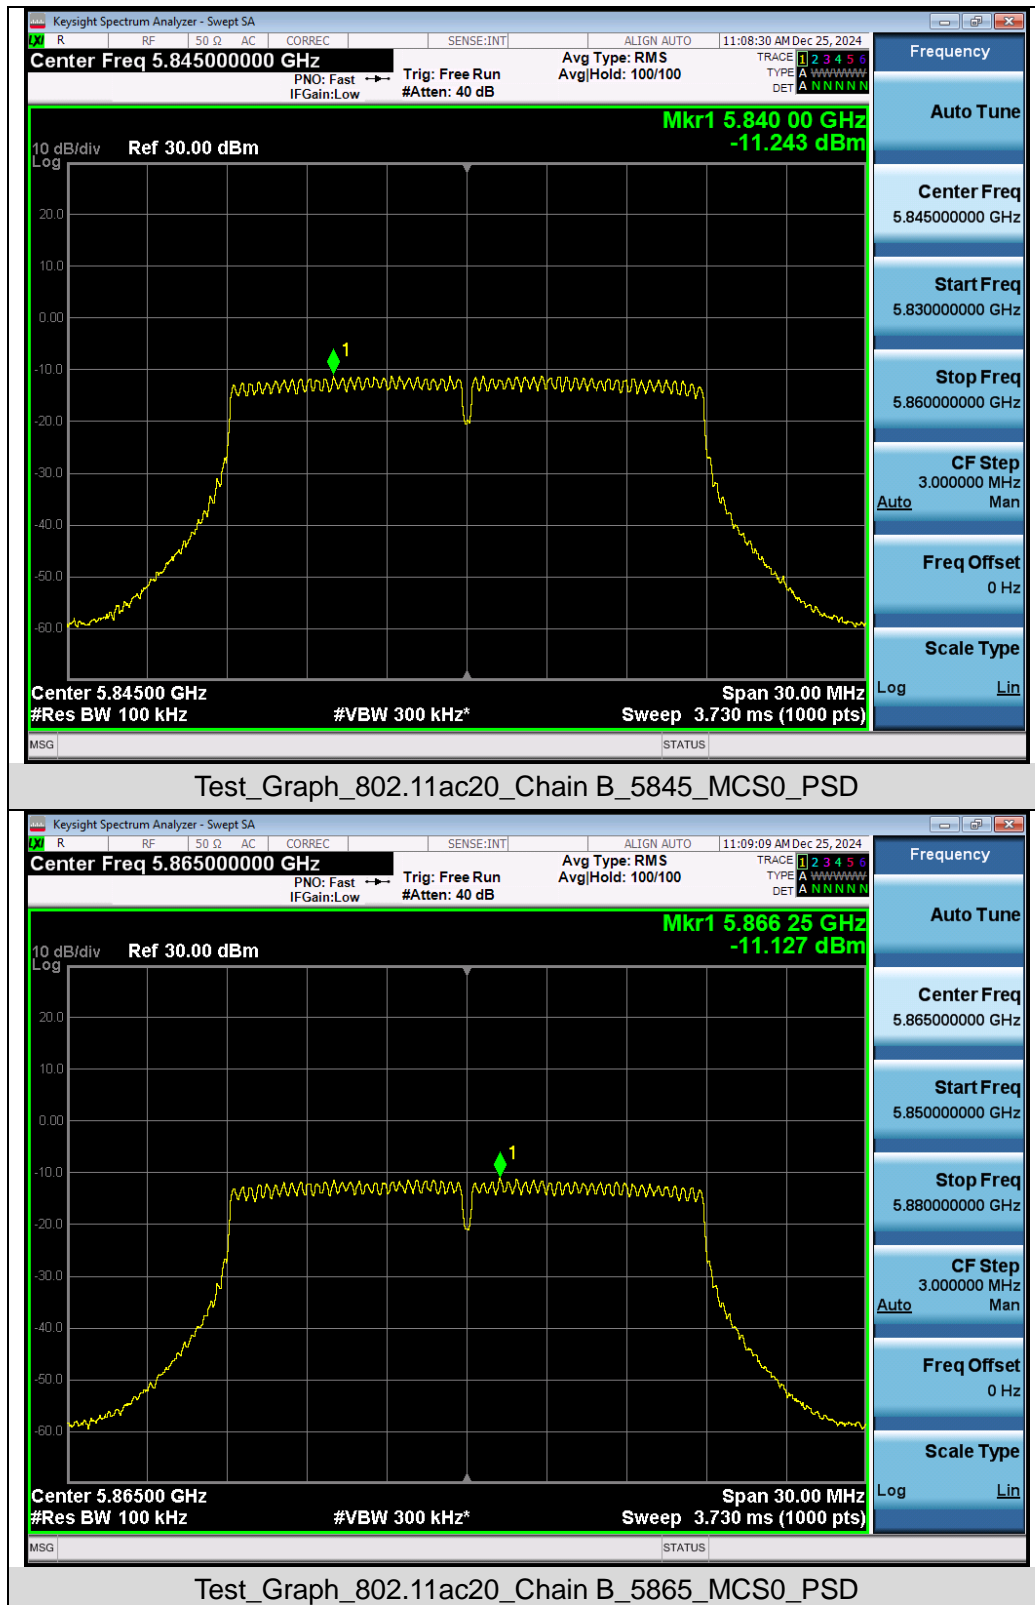 Keysight Spectrum Analyzer - Swept SA
LXI R RF 50 Ω AC CORREC SENSE:INT ALIGN AUTO 11:08:30 AM Dec 25, 2024
Center Freq 5.845000000 GHz
PNO: Fast
IFGain:Low
Trig: Free Run
#Atten: 40 dB
Avg Type: RMS
Avg|Hold: 100/100
TRACE 1 2 3 4 5 6
TYPE A WWWWW
DET A N N N N N
Frequency
Mkr1 5.840 00 GHz
-11.243 dBm
10 dB/div Ref 30.00 dBm
Log
20.0
10.0
0.00
-10.0
-20.0
-30.0
-40.0
-50.0
-60.0
1
Auto Tune
Center Freq
5.845000000 GHz
Start Freq
5.830000000 GHz
Stop Freq
5.860000000 GHz
CF Step
3.000000 MHz
Auto Man
Freq Offset
0 Hz
Scale Type
Log Lin
Center 5.84500 GHz Span 30.00 MHz
#Res BW 100 kHz #VBW 300 kHz* Sweep 3.730 ms (1000 pts)
MSG STATUS
Test_Graph_802.11ac20_Chain B_5845_MCS0_PSD
Keysight Spectrum Analyzer - Swept SA
LXI R RF 50 Ω AC CORREC SENSE:INT ALIGN AUTO 11:09:09 AM Dec 25, 2024
Center Freq 5.865000000 GHz
PNO: Fast
IFGain:Low
Trig: Free Run
#Atten: 40 dB
Avg Type: RMS
Avg|Hold: 100/100
TRACE 1 2 3 4 5 6
TYPE A WWWWW
DET A N N N N N
Frequency
Mkr1 5.866 25 GHz
-11.127 dBm
10 dB/div Ref 30.00 dBm
Log
20.0
10.0
0.00
-10.0
-20.0
-30.0
-40.0
-50.0
-60.0
1
Auto Tune
Center Freq
5.865000000 GHz
Start Freq
5.850000000 GHz
Stop Freq
5.880000000 GHz
CF Step
3.000000 MHz
Auto Man
Freq Offset
0 Hz
Scale Type
Log Lin
Center 5.86500 GHz Span 30.00 MHz
#Res BW 100 kHz #VBW 300 kHz* Sweep 3.730 ms (1000 pts)
MSG STATUS
Test_Graph_802.11ac20_Chain B_5865_MCS0_PSD